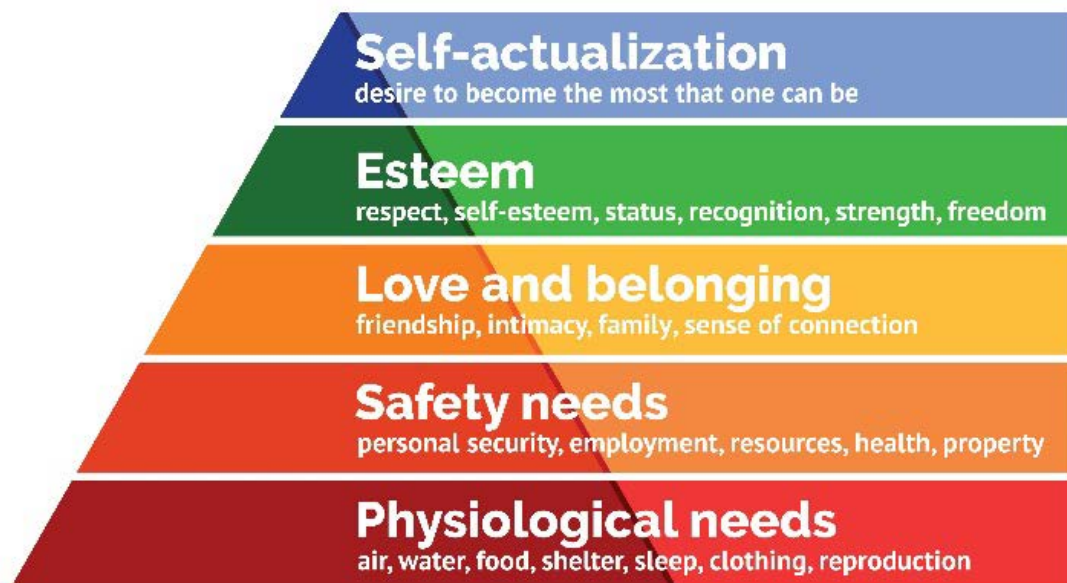 Self-actualization
desire to become the most that one can be
Esteem
respect, self-esteem, status, recognition, strength, freedom
Love and belonging
friendship, intimacy, family, sense of connection
Safety needs
personal security, employment, resources, health, property
Physiological needs
air, water, food, shelter, sleep, clothing, reproduction